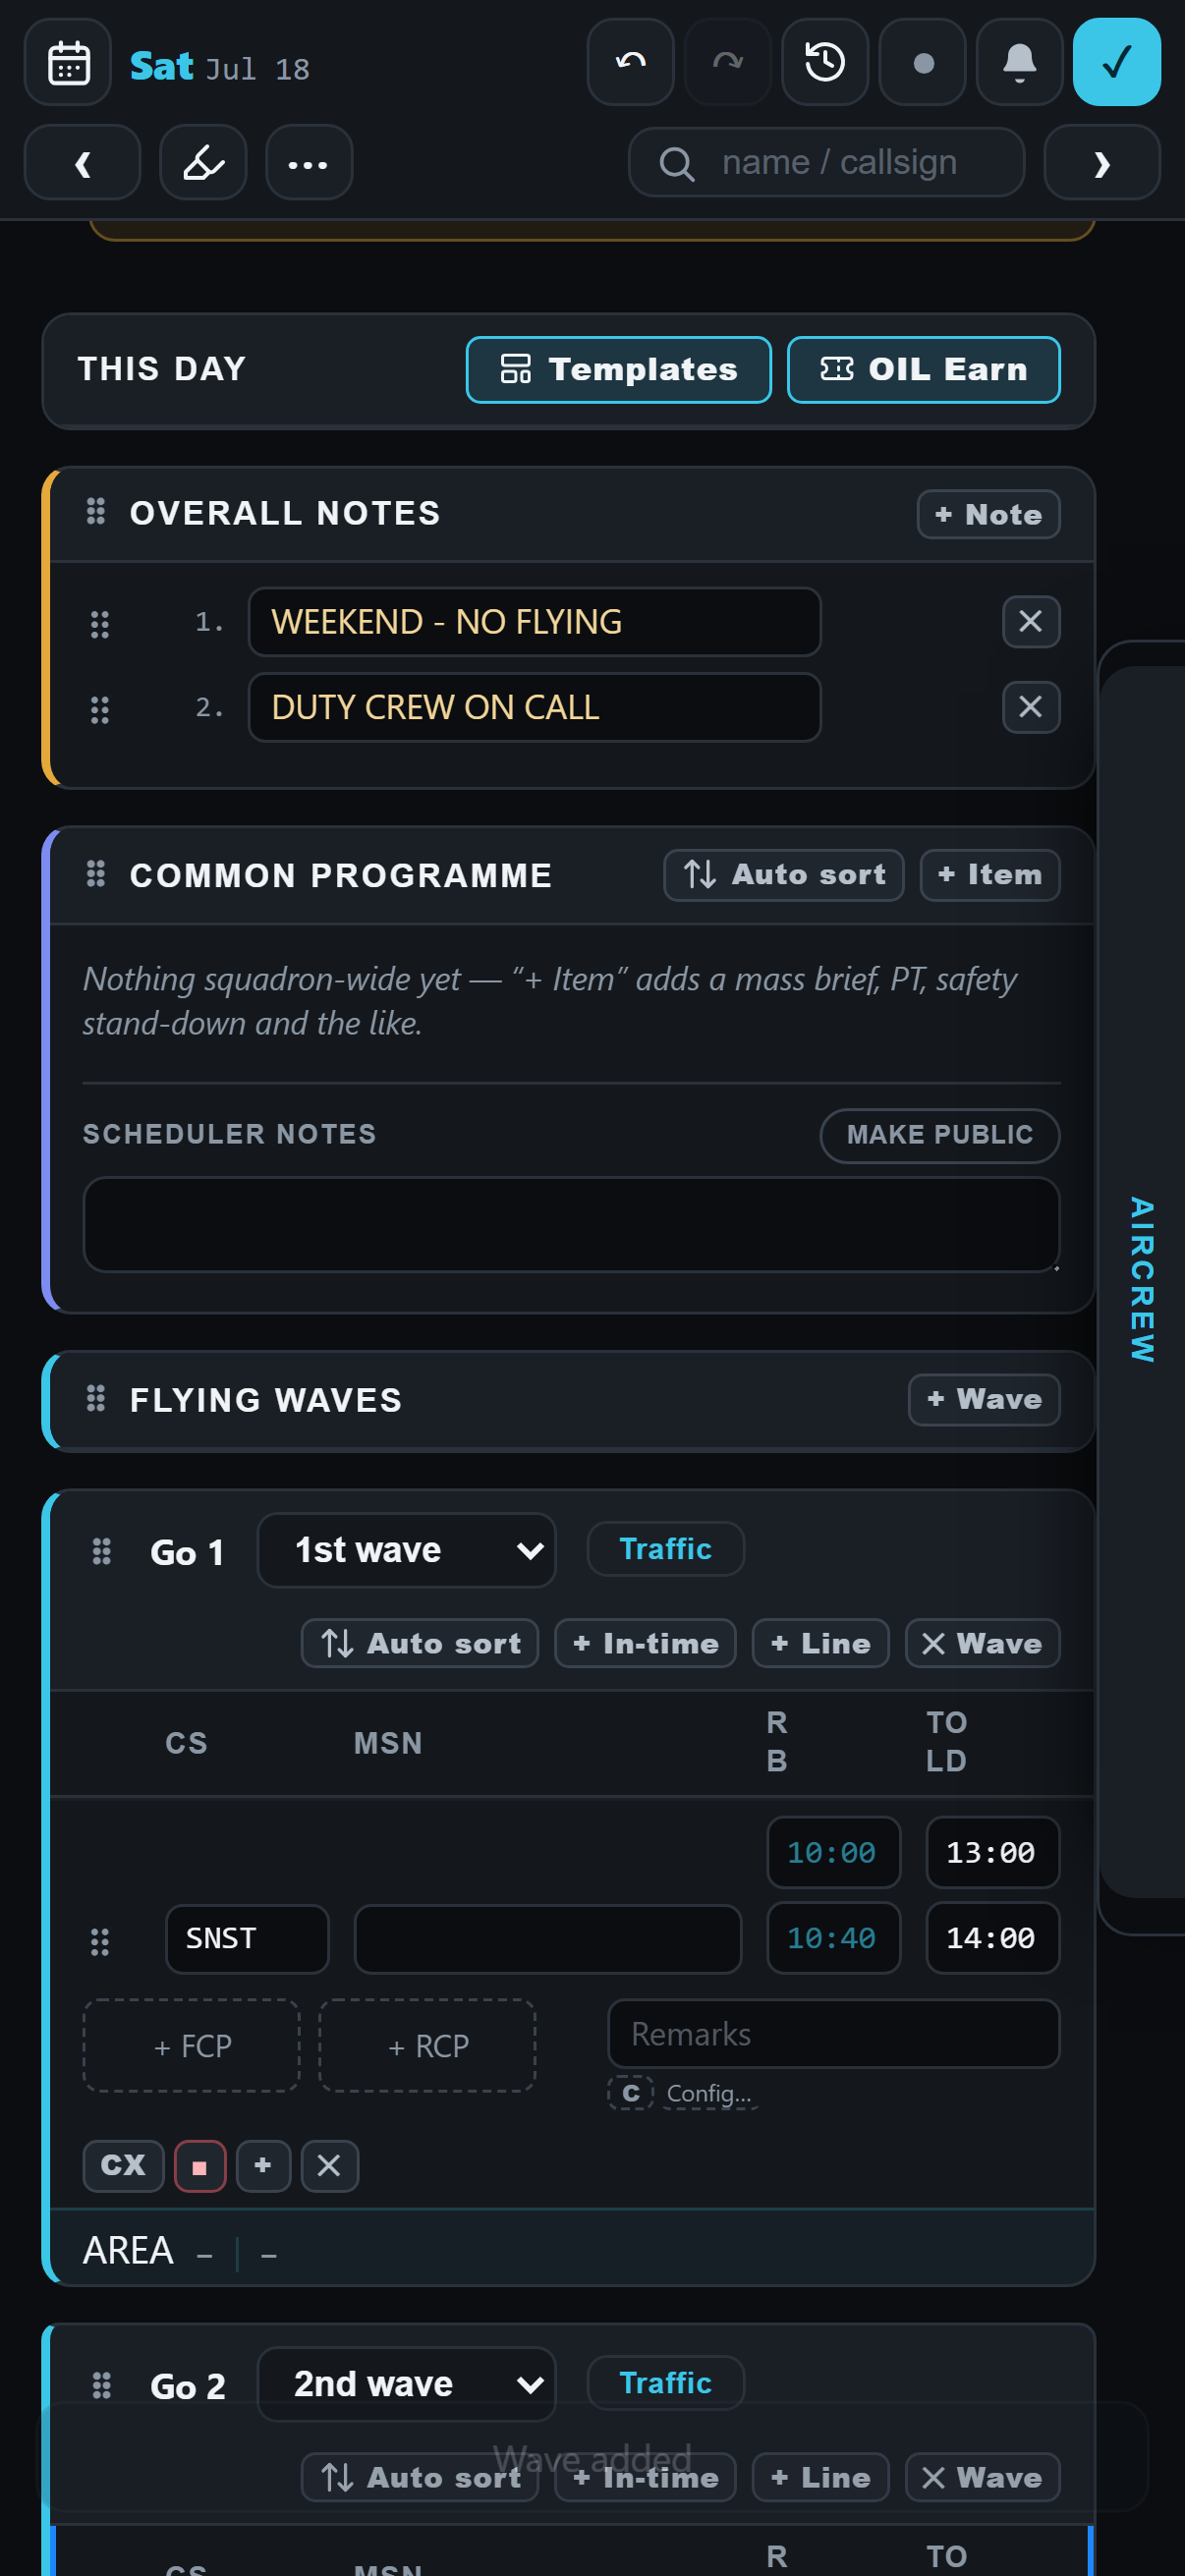 Sat Jul 18
name / callsign
THIS DAY
Templates
OIL Earn
OVERALL NOTES
+ Note
1. WEEKEND - NO FLYING
2. DUTY CREW ON CALL
COMMON PROGRAMME
Auto sort
+ Item
Nothing squadron-wide yet — “+ Item” adds a mass brief, PT, safety
stand-down and the like.
SCHEDULER NOTES
MAKE PUBLIC
AIRCREW
FLYING WAVES
+ Wave
Go 1
1st wave
Traffic
Auto sort
+ In-time
+ Line
× Wave
CS MSN R TO
B LD
10:00 13:00
SNST 10:40 14:00
+ FCP
+ RCP
Remarks
C Config...
CX
AREA – | –
Go 2
2nd wave
Traffic
Wave added
Auto sort
+ In-time
+ Line
× Wave
CS MSN R TO